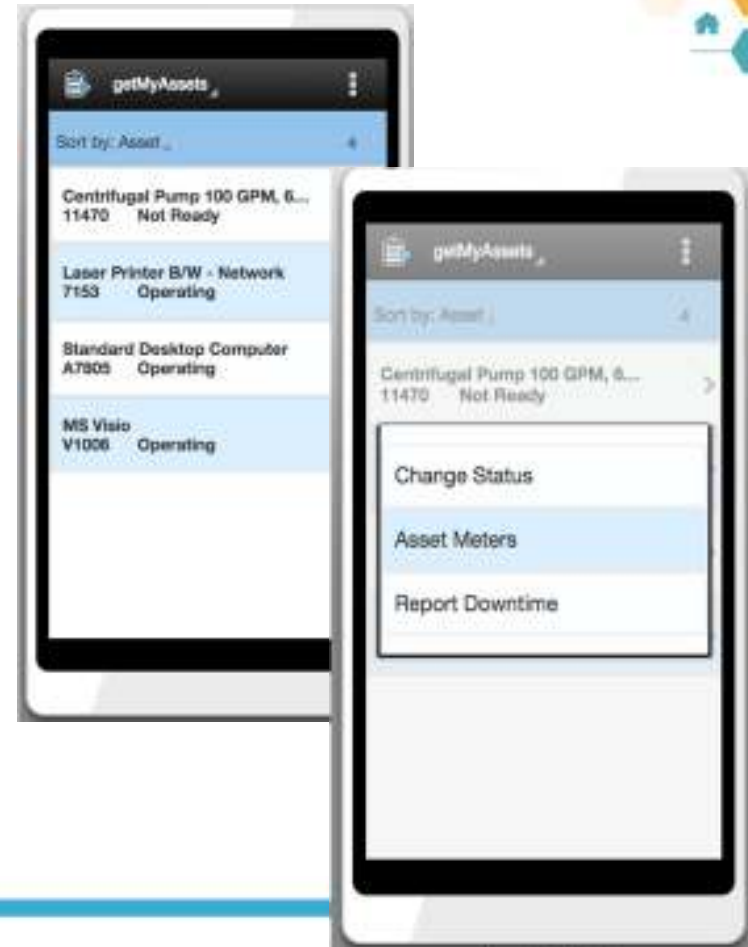 getMyAssets
Sort by: Asset 4
Centrifugal Pump 100 GPM, 6...
11470 Not Ready
Laser Printer B/W - Network
7153 Operating
Standard Desktop Computer
A7805 Operating
MS Visio
V1006 Operating
getMyAssets
Sort by: Asset 4
Centrifugal Pump 100 GPM, 6...
11470 Not Ready
Change Status
Asset Meters
Report Downtime